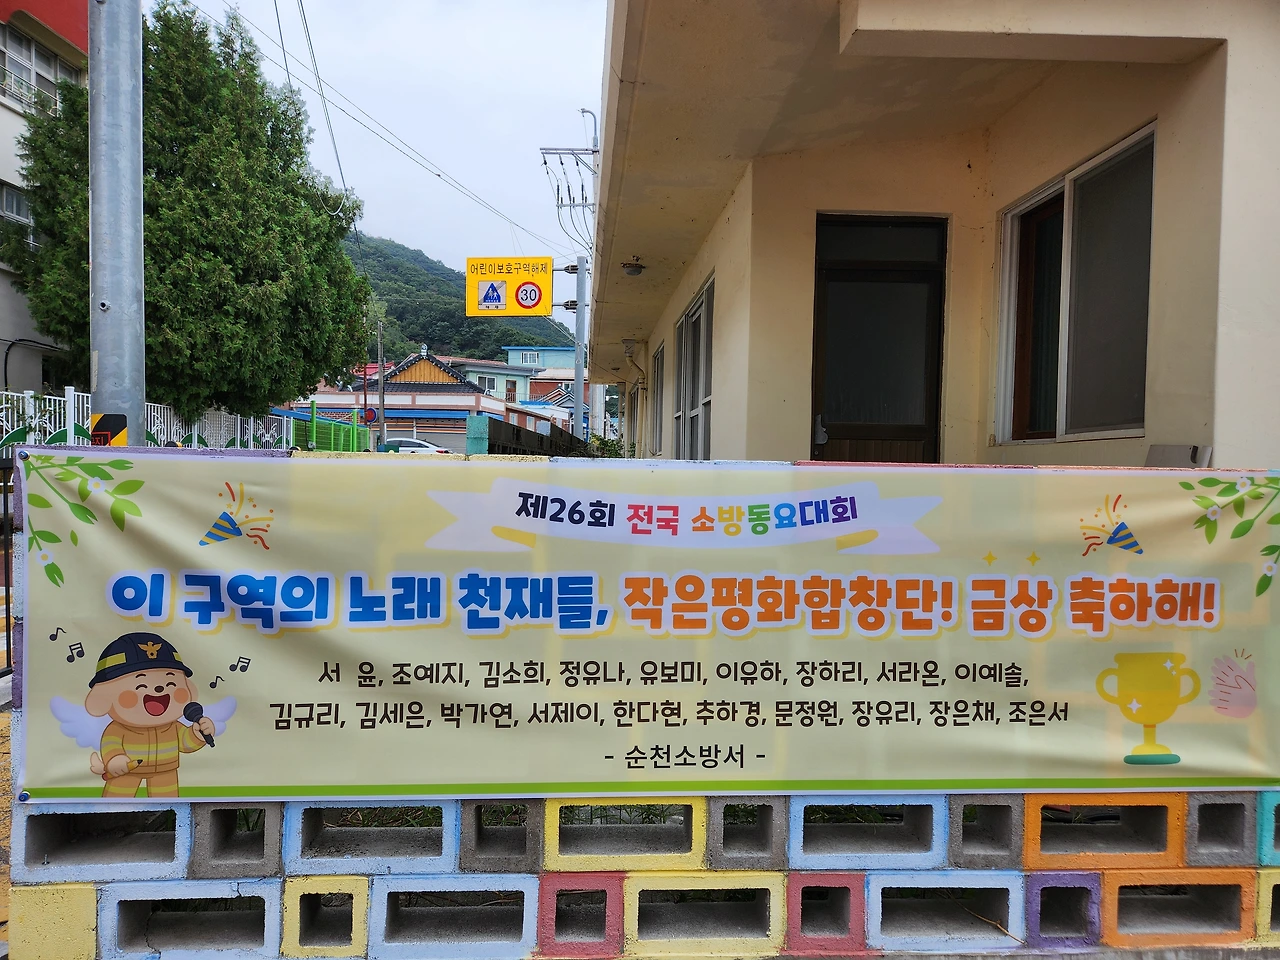 어린이보호구역해제
해제
30
제26회 전국 소방동요대회
이 구역의 노래 천재들, 작은평화합창단! 금상 축하해!
서 윤, 조예지, 김소희, 정유나, 유보미, 이유하, 장하리, 서라온, 이예솔,
김규리, 김세은, 박가연, 서제이, 한다현, 추하경, 문정원, 장유리, 장은채, 조은서
- 순천소방서 -